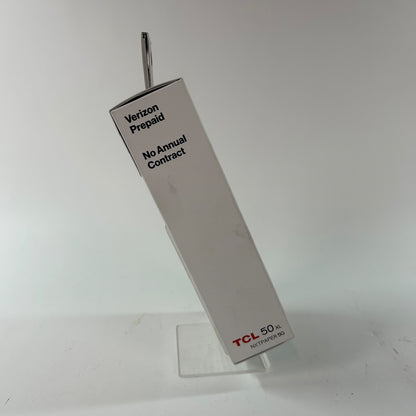 Verizon
Prepaid
No Annual
Contract
TCL 50 XL
NXTPAPER 5G